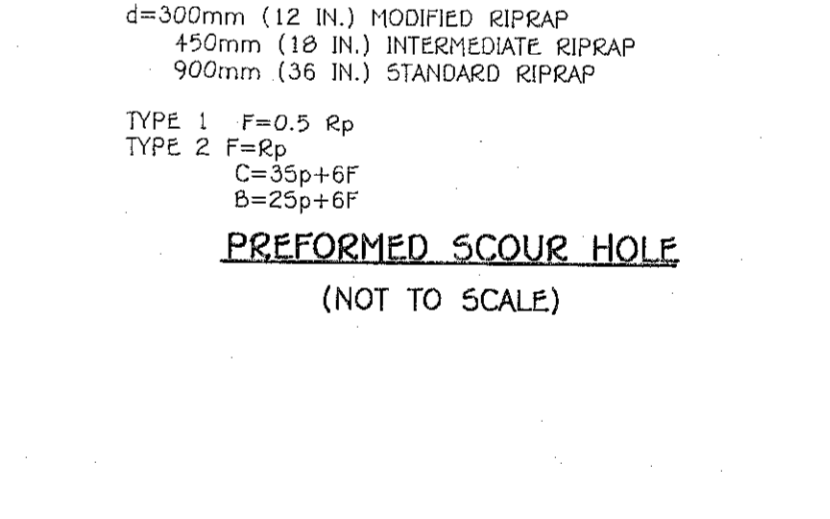 d=300mm (12 IN.) MODIFIED RIPRAP
450mm (18 IN.) INTERMEDIATE RIPRAP
900mm (36 IN.) STANDARD RIPRAP
TYPE 1 F=0.5 Rp
TYPE 2 F=Rp
C=3Sp+6F
B=2Sp+6F
PREFORMED SCOUR HOLE
(NOT TO SCALE)